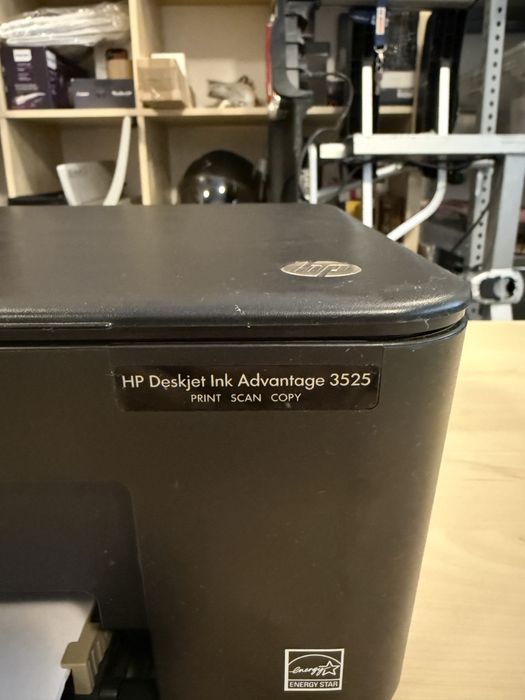 hp
HP Deskjet Ink Advantage 3525
PRINT SCAN COPY
energy
ENERGY STAR